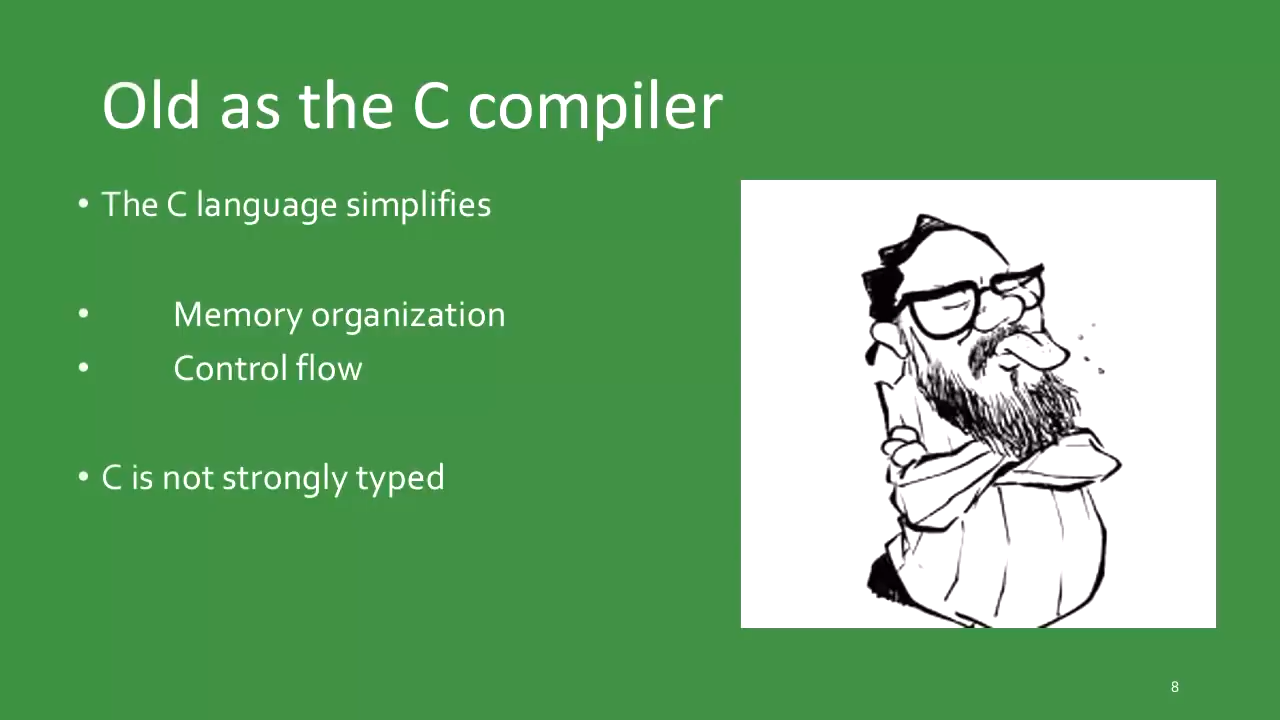 Old as the C compiler
• The C language simplifies
• Memory organization
• Control flow
• C is not strongly typed
8